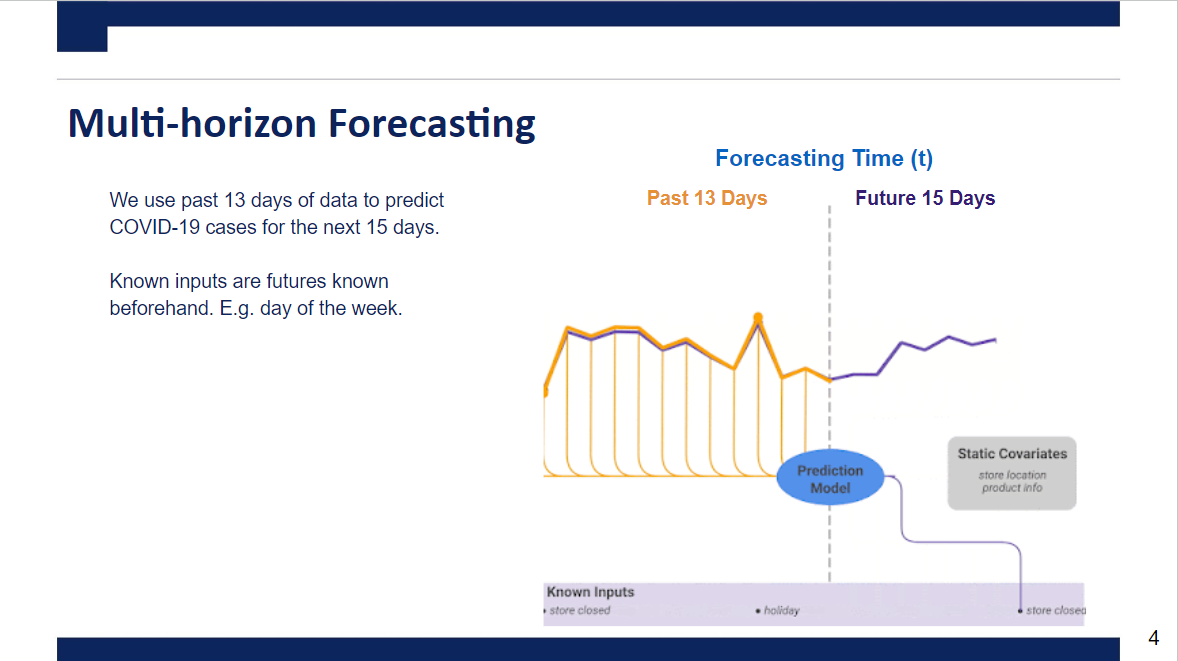 Multi-horizon Forecasting
We use past 13 days of data to predict
COVID-19 cases for the next 15 days.
Known inputs are futures known
beforehand. E.g. day of the week.
Forecasting Time (t)
Past 13 Days
Future 15 Days
Prediction
Model
Static Covariates
store location
product info
Known Inputs
store closed
holiday
store closed
4